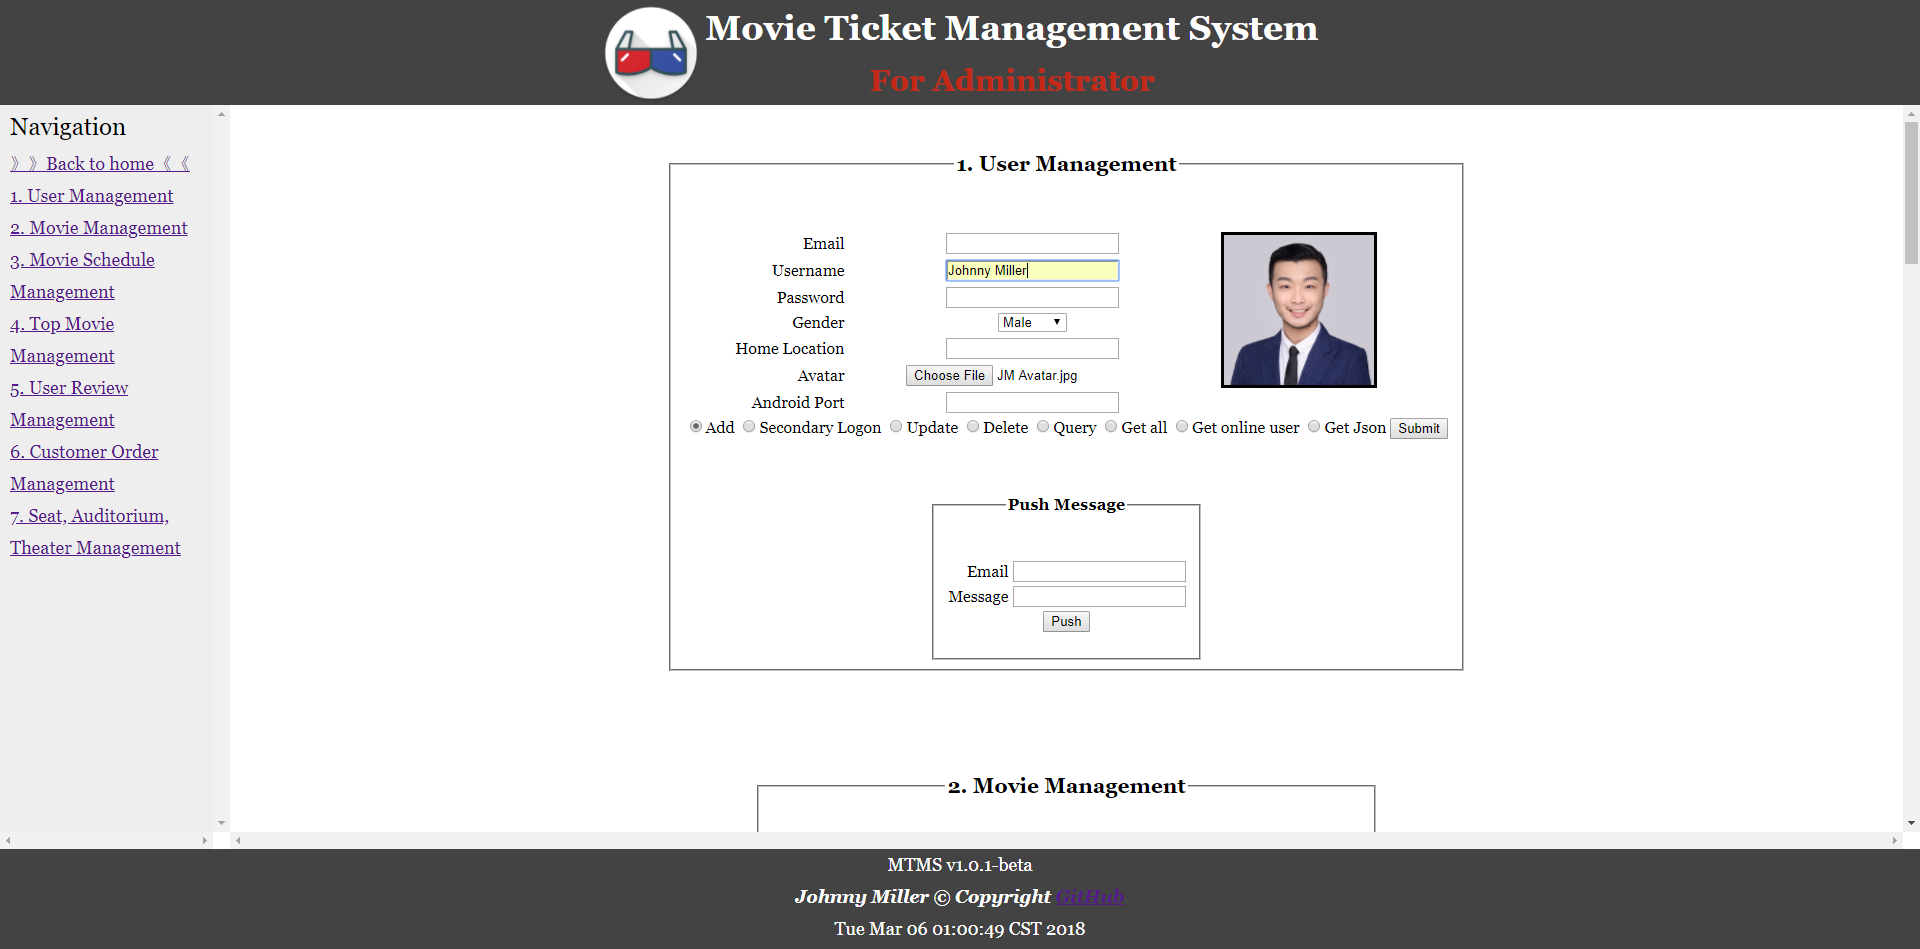 Movie Ticket Management System
For Administrator
Navigation
》》Back to home《《
1. User Management
2. Movie Management
3. Movie Schedule
Management
4. Top Movie
Management
5. User Review
Management
6. Customer Order
Management
7. Seat, Auditorium,
Theater Management
1. User Management
Email
Username Johnny Miller
Password
Gender Male
Home Location
Avatar Choose File JM Avatar.jpg
Android Port
Add Secondary Logon Update Delete Query Get all Get online user Get Json Submit
Push Message
Email
Message
Push
2. Movie Management
MTMS v1.0.1-beta
Johnny Miller © Copyright GitHub
Tue Mar 06 01:00:49 CST 2018